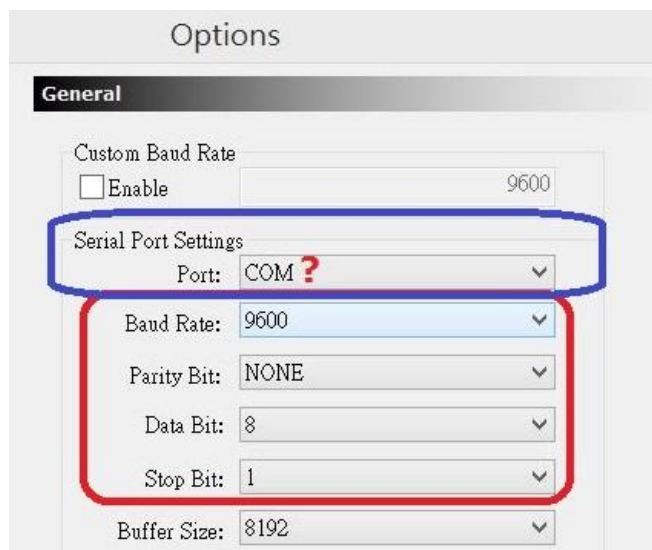 Options
General
Custom Baud Rate
Enable 9600
Serial Port Settings
Port: COM ?
Baud Rate: 9600
Parity Bit: NONE
Data Bit: 8
Stop Bit: 1
Buffer Size: 8192